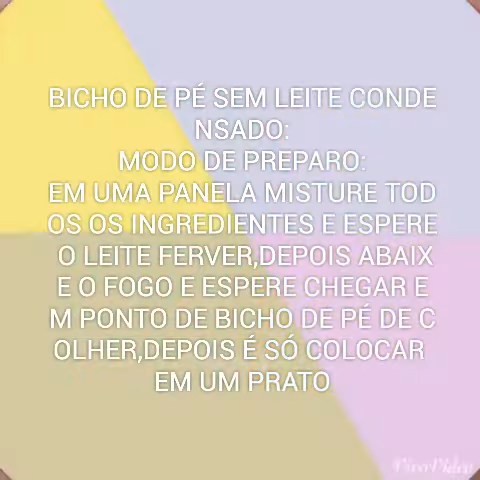 BICHO DE PÉ SEM LEITE CONDE
NSADO:
MODO DE PREPARO:
EM UMA PANELA MISTURE TOD
OS OS INGREDIENTES E ESPERE
O LEITE FERVER,DEPOIS ABAIX
E O FOGO E ESPERE CHEGAR E
M PONTO DE BICHO DE PÉ DE C
OLHER,DEPOIS É SÓ COLOCAR
EM UM PRATO
VivaVideo